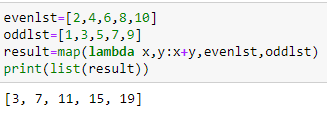 evenlst=[2,4,6,8,10]
oddlst=[1,3,5,7,9]
result=map(lambda x,y:x+y,evenlst,oddlst)
print(list(result))
[3, 7, 11, 15, 19]